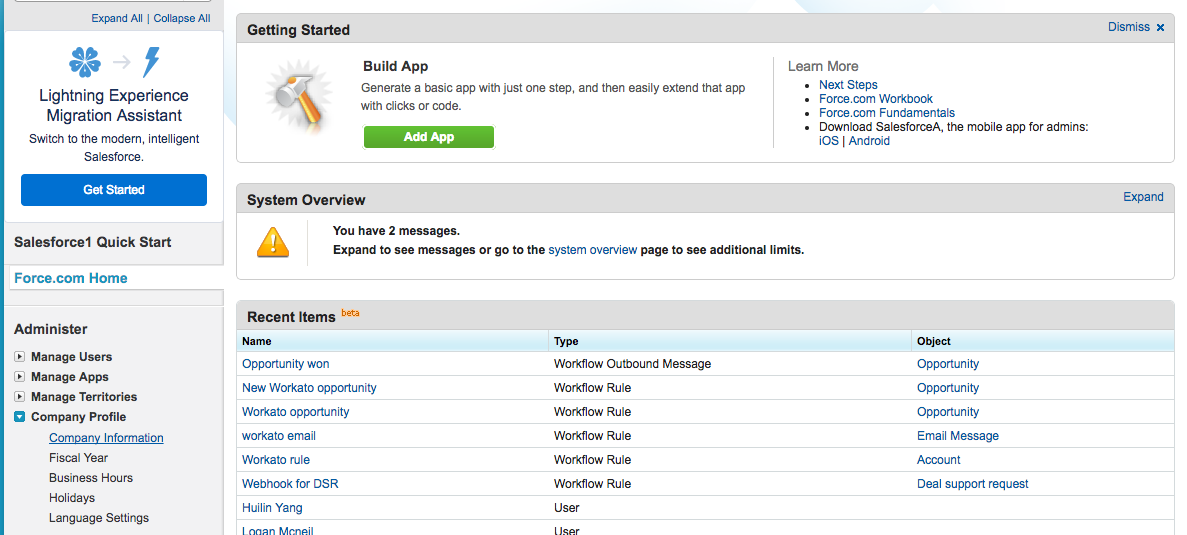 Expand All | Collapse All
Lightning Experience
Migration Assistant
Switch to the modern, intelligent
Salesforce.
Get Started
Salesforce1 Quick Start
Force.com Home
Administer
Manage Users
Manage Apps
Manage Territories
Company Profile
Company Information
Fiscal Year
Business Hours
Holidays
Language Settings
Getting Started
Dismiss x
Build App
Generate a basic app with just one step, and then easily extend that app
with clicks or code.
Add App
Learn More
• Next Steps
• Force.com Workbook
• Force.com Fundamentals
• Download SalesforceA, the mobile app for admins:
iOS | Android
System Overview
Expand
You have 2 messages.
Expand to see messages or go to the system overview page to see additional limits.
Recent Items beta
Name Type Object
Opportunity won Workflow Outbound Message Opportunity
New Workato opportunity Workflow Rule Opportunity
Workato opportunity Workflow Rule Opportunity
workato email Workflow Rule Email Message
Workato rule Workflow Rule Account
Webhook for DSR Workflow Rule Deal support request
Huilin Yang User
Logan Mcneil User